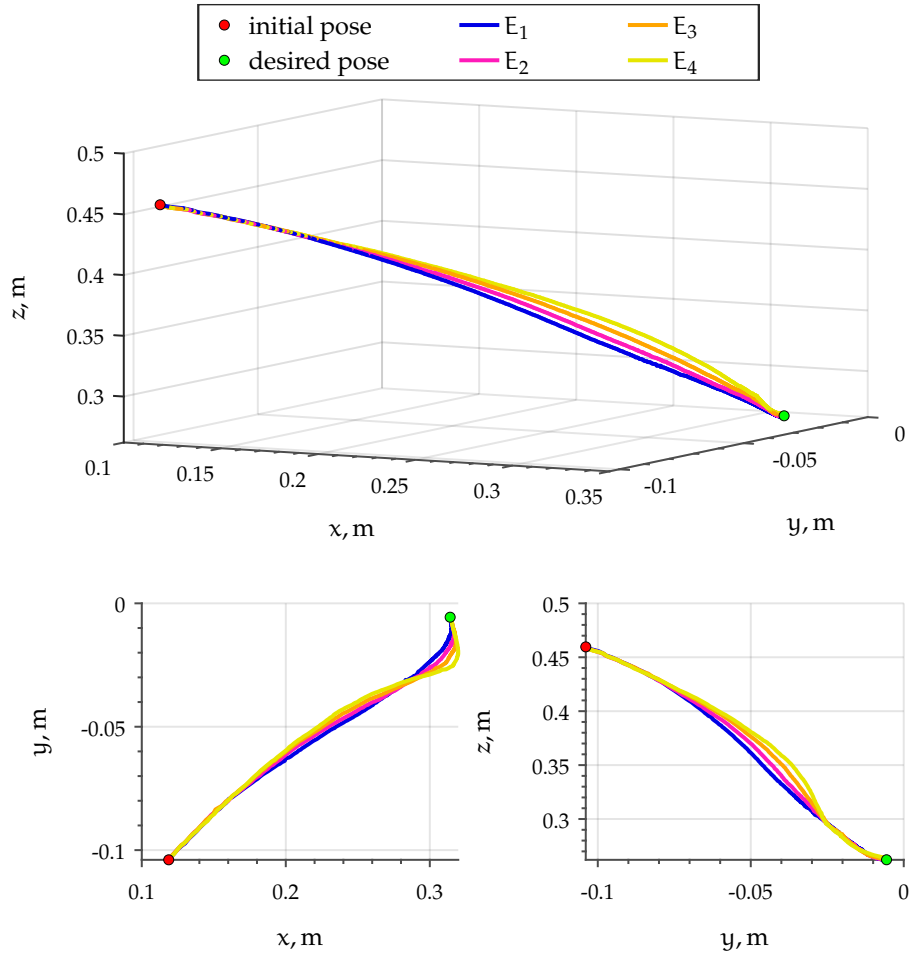 initial pose E₁ E₃
desired pose E₂ E₄
0.5
0.45
0.4
0.35
0.3
z, m
0.1 0.15 0.2 0.25 0.3 0.35
x, m
-0.1 -0.05 0
y, m
0
-0.05
-0.1
y, m
0.1 0.2 0.3
x, m
0.5
0.45
0.4
0.35
0.3
z, m
-0.1 -0.05 0
y, m